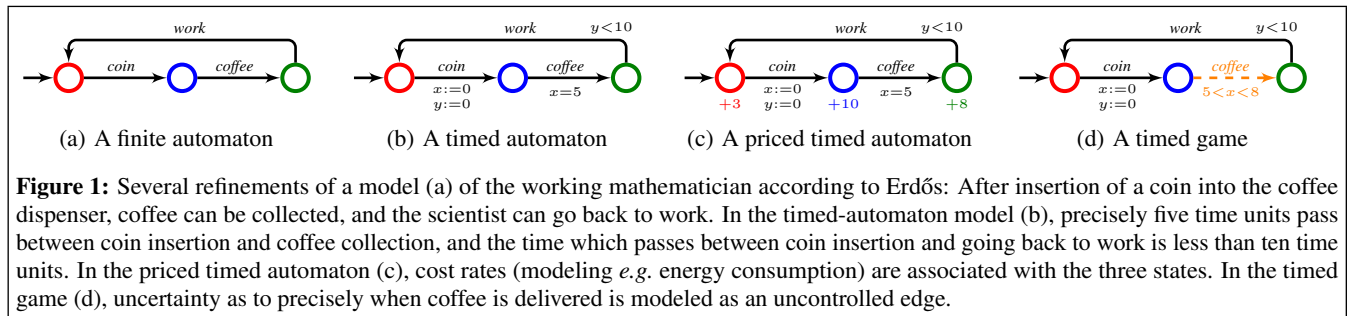 work
work y<10
work y<10
work y<10
coin coffee
coin coffee
coin coffee
coin coffee
x:=0 x=5
x:=0 x=5
x:=0 5<x<8
y:=0
+3 y:=0 +10 +8
y:=0
(a) A finite automaton
(b) A timed automaton
(c) A priced timed automaton
(d) A timed game
Figure 1: Several refinements of a model (a) of the working mathematician according to Erdős: After insertion of a coin into the coffee
dispenser, coffee can be collected, and the scientist can go back to work. In the timed-automaton model (b), precisely five time units pass
between coin insertion and coffee collection, and the time which passes between coin insertion and going back to work is less than ten time
units. In the priced timed automaton (c), cost rates (modeling e.g. energy consumption) are associated with the three states. In the timed
game (d), uncertainty as to precisely when coffee is delivered is modeled as an uncontrolled edge.